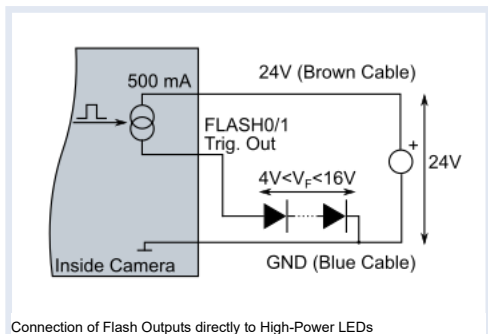 500 mA
24V (Brown Cable)
FLASH0/1
Trig. Out
+
24V
4V<VF<16V
Inside Camera
GND (Blue Cable)
Connection of Flash Outputs directly to High-Power LEDs